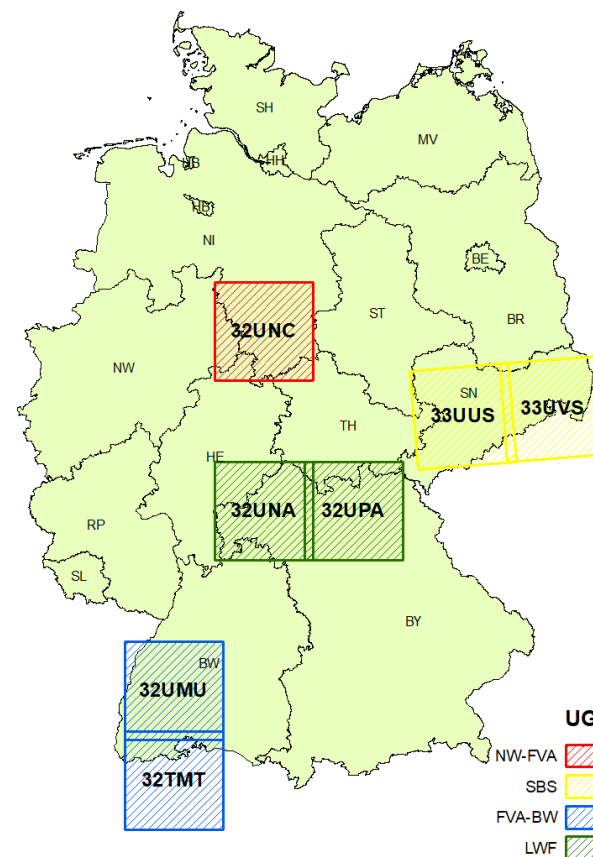 SH
MV
HB
HH
HB
NI
BE
32UNC
ST
BR
NW
SN
33UUS
33UVS
TH
HE
32UNA
32UPA
RP
SL
BY
BW
32UMU
32TMT
UG
NW-FVA
SBS
FVA-BW
LWF